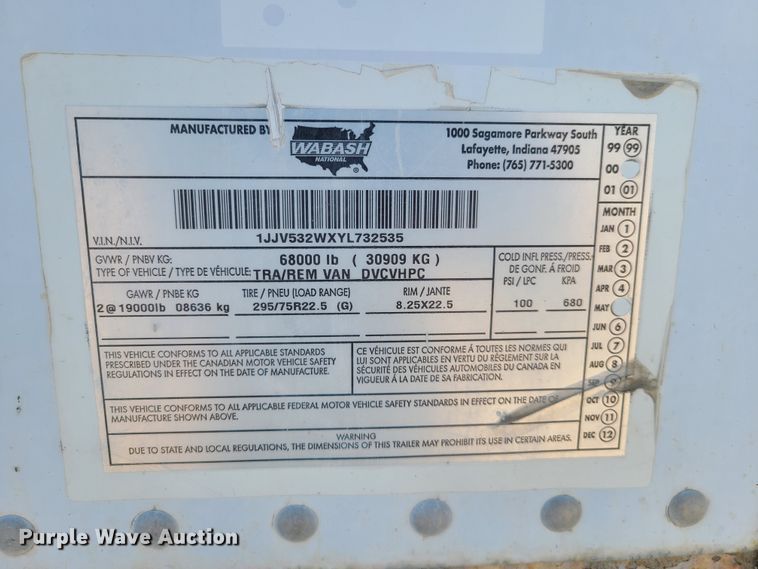 MANUFACTURED BY
WABASH
NATIONAL
®
1000 Sagamore Parkway South
Lafayette, Indiana 47905
Phone: (765) 771-5300
YEAR
99 99
00
01 01
MONTH
JAN 1
FEB 2
MAR 3
APR 4
MAY
JUN 6
JUL 7
AUG 8
SEP 9
OCT 10
NOV 11
DEC 12
V.I.N./N.I.V. 1JJV532WXYL732535
GVWR / PNBV KG: 68000 lb ( 30909 KG )
TYPE OF VEHICLE / TYPE DE VÉHICULE: TRA/REM VAN DVCVHPC
COLD INFL PRESS/PRESS.
DE GONF. À FROID
PSI / LPC KPA
GAWR / PNBE KG TIRE / PNEU (LOAD RANGE) RIM / JANTE
2 @ 19000lb 08636 kg 295/75R22.5 (G) 8.25X22.5 100 680
THIS VEHICLE CONFORMS TO ALL APPLICABLE STANDARDS
PRESCRIBED UNDER THE CANADIAN MOTOR VEHICLE SAFETY
REGULATIONS IN EFFECT ON THE DATE OF MANUFACTURE.
CE VÉHICULE EST CONFORME À TOUTES LES NORMES QUI
LUI SONT APPLICABLES EN VERTU DU RÈGLEMENT SUR LA
SÉCURITÉ DES VÉHICULES AUTOMOBILES DU CANADA EN
VIGUEUR À LA DATE DE SA FABRICATION.
THIS VEHICLE CONFORMS TO ALL APPLICABLE FEDERAL MOTOR VEHICLE SAFETY STANDARDS IN EFFECT ON THE DATE OF
MANUFACTURE SHOWN ABOVE.
WARNING
DUE TO STATE AND LOCAL REGULATIONS, THE DIMENSIONS OF THIS TRAILER MAY PROHIBIT ITS USE IN CERTAIN AREAS.
Purple Wave Auction